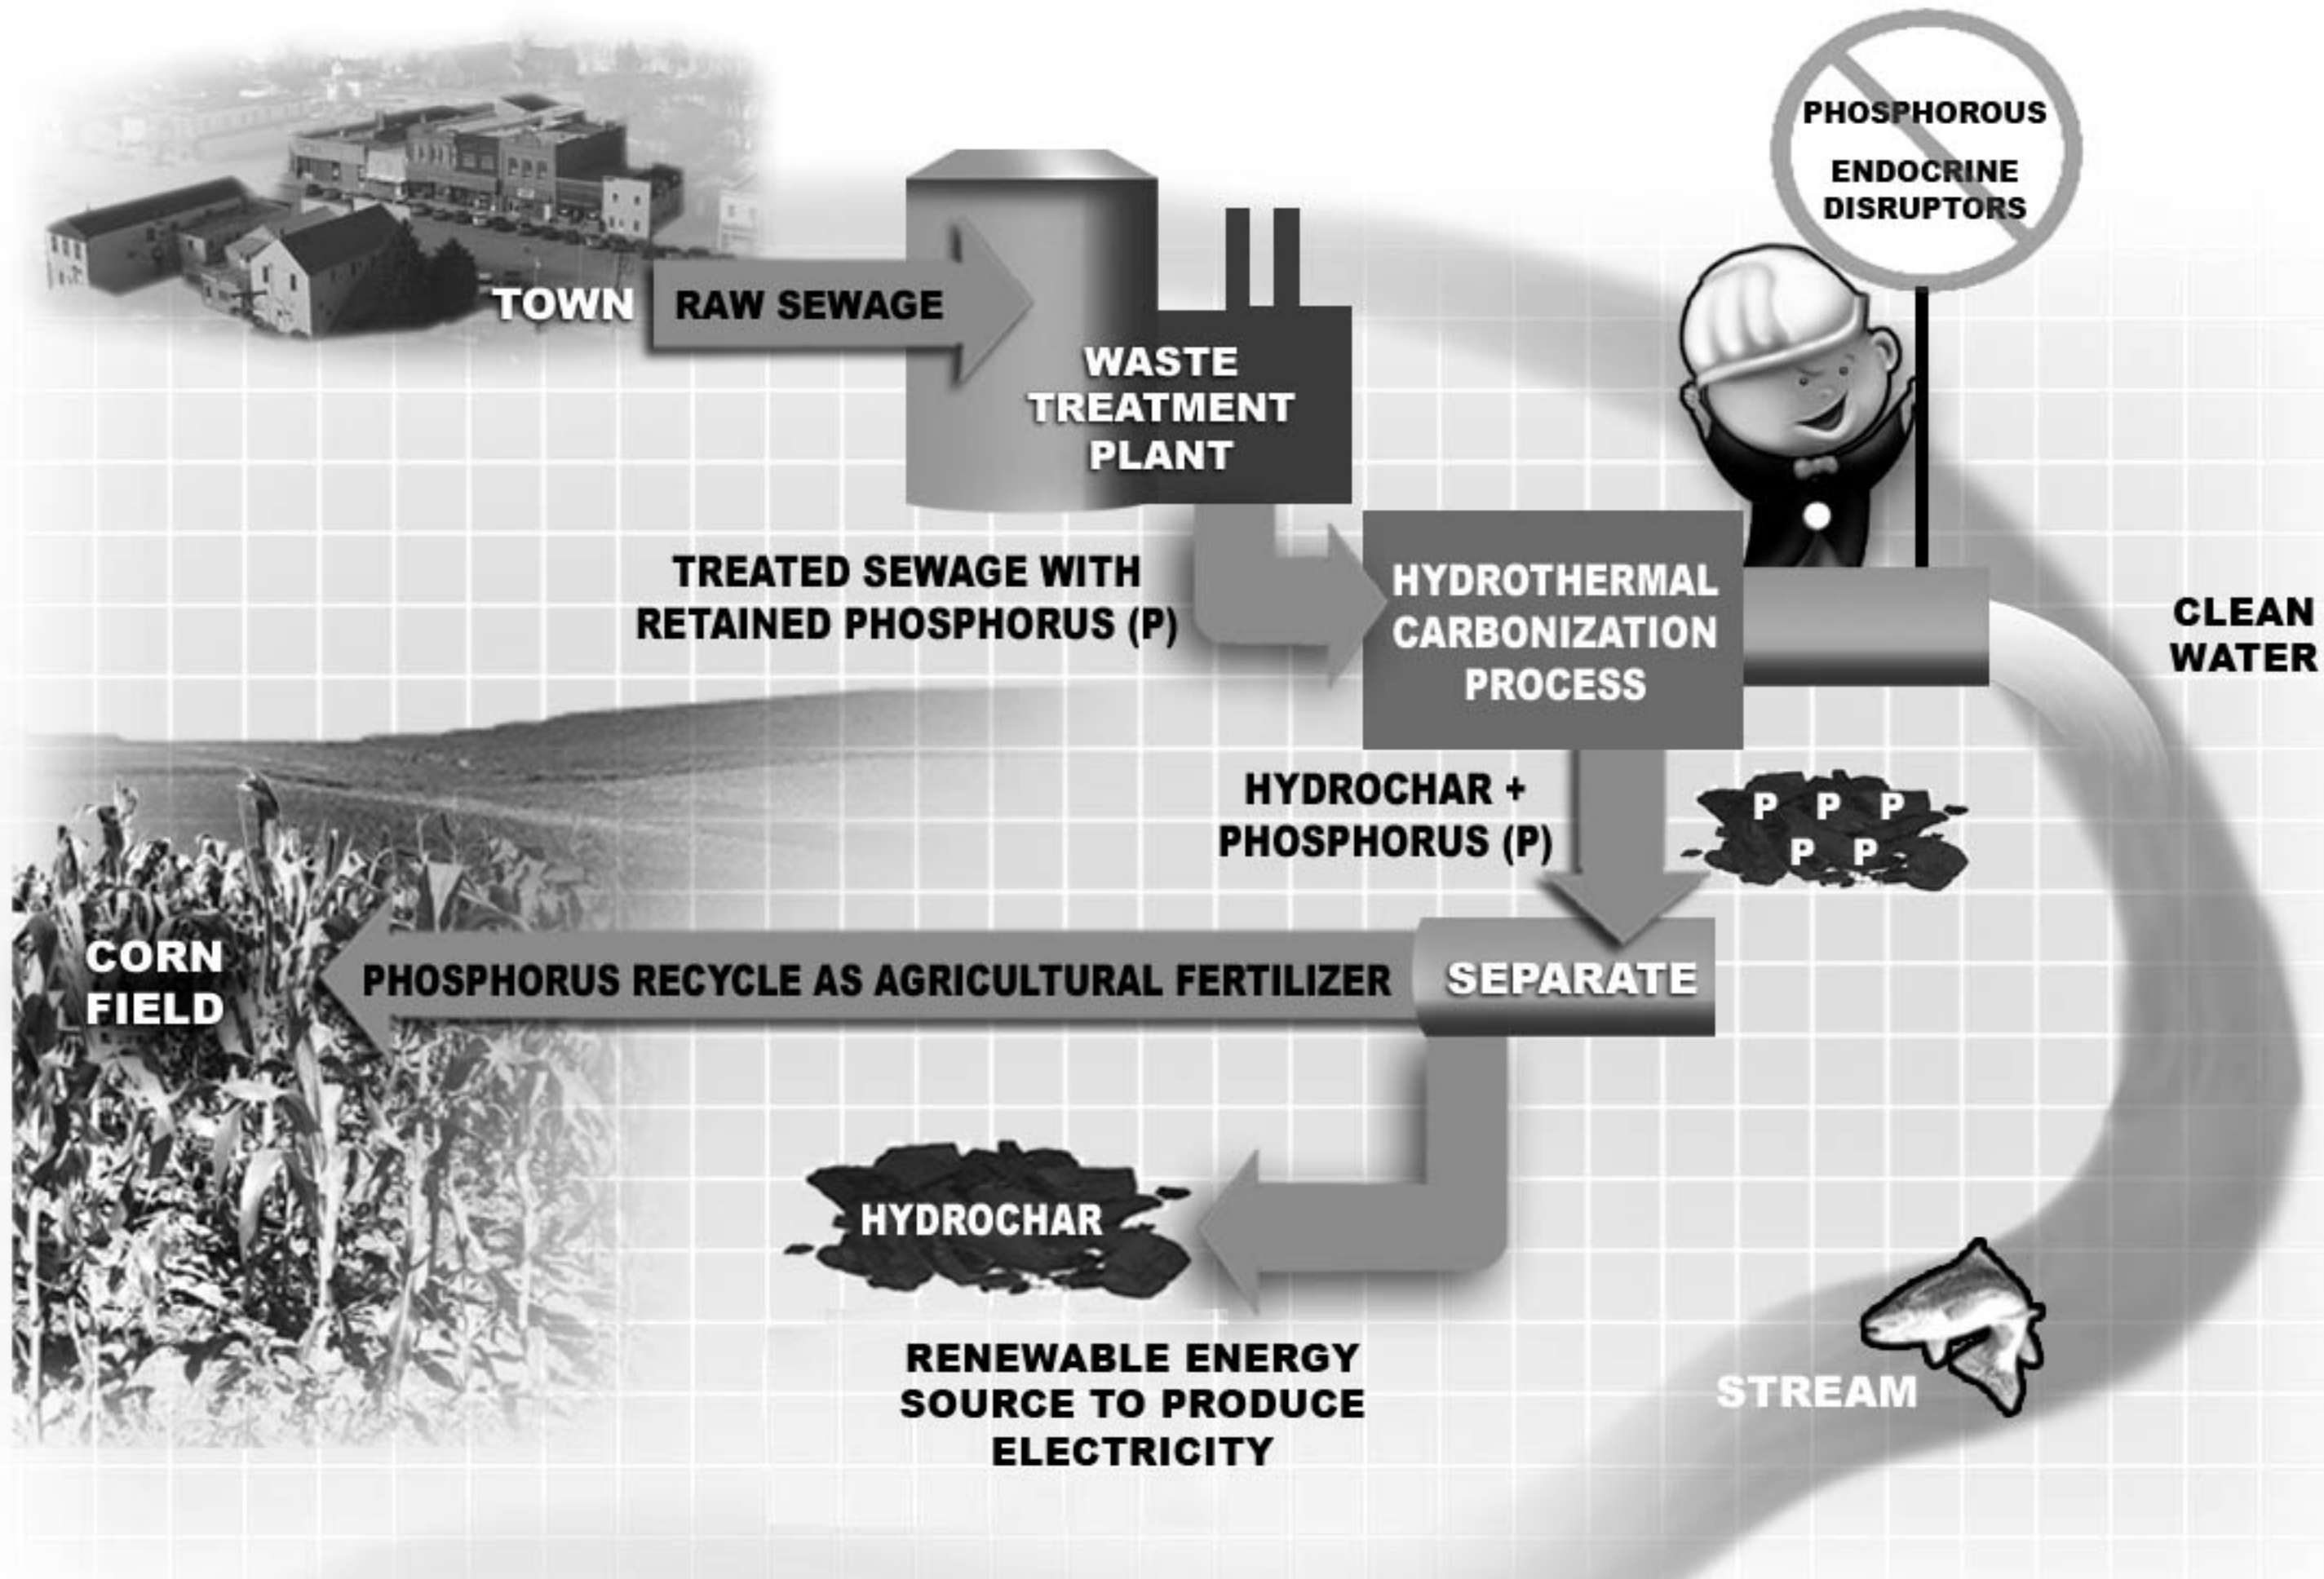 PHOSPHOROUS
ENDOCRINE
DISRUPTORS
TOWN
RAW SEWAGE
WASTE
TREATMENT
PLANT
TREATED SEWAGE WITH
RETAINED PHOSPHORUS (P)
HYDROTHERMAL
CARBONIZATION
PROCESS
CLEAN
WATER
HYDROCHAR +
PHOSPHORUS (P)
P P P
P P
CORN
FIELD
PHOSPHORUS RECYCLE AS AGRICULTURAL FERTILIZER
SEPARATE
HYDROCHAR
RENEWABLE ENERGY
SOURCE TO PRODUCE
ELECTRICITY
STREAM